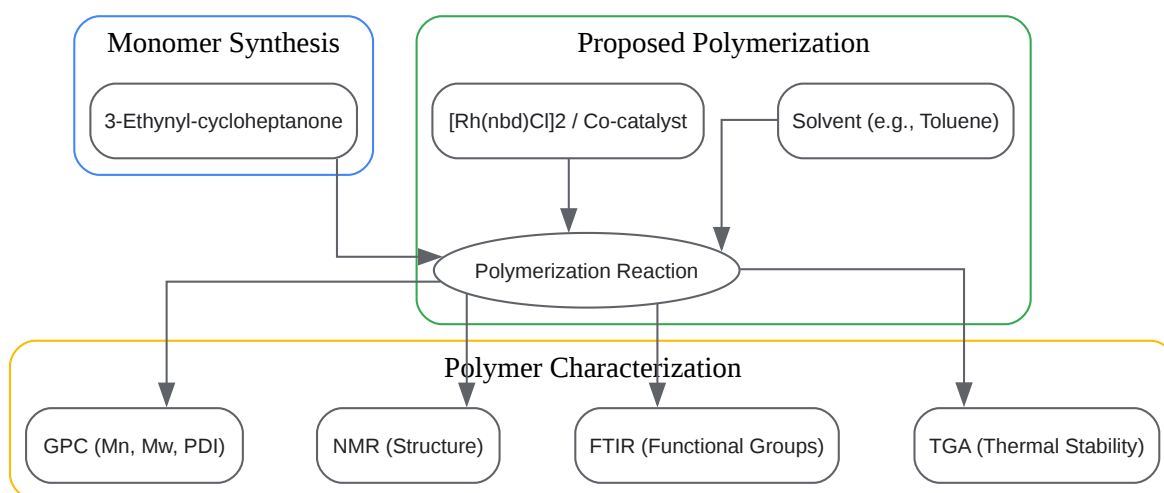 Monomer Synthesis
Proposed Polymerization
3-Ethynyl-cycloheptanone
[Rh(nbd)Cl]2 / Co-catalyst
Solvent (e.g., Toluene)
Polymerization Reaction
Polymer Characterization
GPC (Mn, Mw, PDI)
NMR (Structure)
FTIR (Functional Groups)
TGA (Thermal Stability)